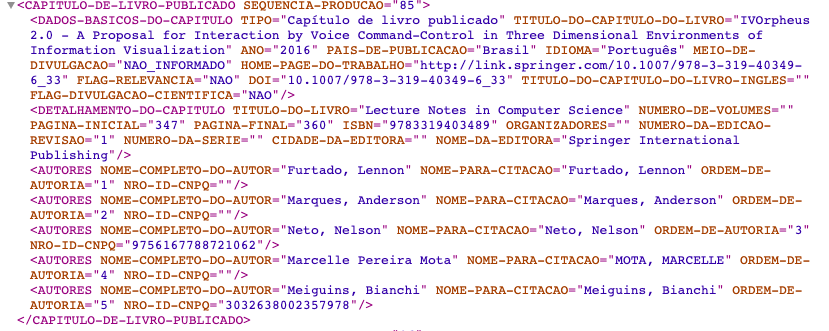 ▼<CAPITULO-DE-LIVRO-PUBLICADO SEQUENCIA-PRODUCAO="85">
<DADOS-BASICOS-DO-CAPITULO TIPO="Capítulo de livro publicado" TITULO-DO-CAPITULO-DO-LIVRO="IVOrpheus
2.0 - A Proposal for Interaction by Voice Command-Control in Three Dimensional Environments of
Information Visualization" ANO="2016" PAIS-DE-PUBLICACAO="Brasil" IDIOMA="Português" MEIO-DE-
DIVULGACAO="NAO_INFORMADO" HOME-PAGE-DO-TRABALHO="http://link.springer.com/10.1007/978-3-319-40349-
6_33" FLAG-RELEVANCIA="NAO" DOI="10.1007/978-3-319-40349-6_33" TITULO-DO-CAPITULO-DO-LIVRO-INGLES=""
FLAG-DIVULGACAO-CIENTIFICA="NAO"/>
<DETALHAMENTO-DO-CAPITULO TITULO-DO-LIVRO="Lecture Notes in Computer Science" NUMERO-DE-VOLUMES=""
PAGINA-INICIAL="347" PAGINA-FINAL="360" ISBN="9783319403489" ORGANIZADORES="" NUMERO-DA-EDICAO-
REVISAO="1" NUMERO-DA-SERIE="" CIDADE-DA-EDITORA="" NOME-DA-EDITORA="Springer International
Publishing"/>
<AUTORES NOME-COMPLETO-DO-AUTOR="Furtado, Lennon" NOME-PARA-CITACAO="Furtado, Lennon" ORDEM-DE-
AUTORIA="1" NRO-ID-CNPQ=""/>
<AUTORES NOME-COMPLETO-DO-AUTOR="Marques, Anderson" NOME-PARA-CITACAO="Marques, Anderson" ORDEM-DE-
AUTORIA="2" NRO-ID-CNPQ=""/>
<AUTORES NOME-COMPLETO-DO-AUTOR="Neto, Nelson" NOME-PARA-CITACAO="Neto, Nelson" ORDEM-DE-AUTORIA="3"
NRO-ID-CNPQ="9756167788721062"/>
<AUTORES NOME-COMPLETO-DO-AUTOR="Marcelle Pereira Mota" NOME-PARA-CITACAO="MOTA, MARCELLE" ORDEM-DE-
AUTORIA="4" NRO-ID-CNPQ=""/>
<AUTORES NOME-COMPLETO-DO-AUTOR="Meiguins, Bianchi" NOME-PARA-CITACAO="Meiguins, Bianchi" ORDEM-DE-
AUTORIA="5" NRO-ID-CNPQ="3032638002357978"/>
</CAPITULO-DE-LIVRO-PUBLICADO>